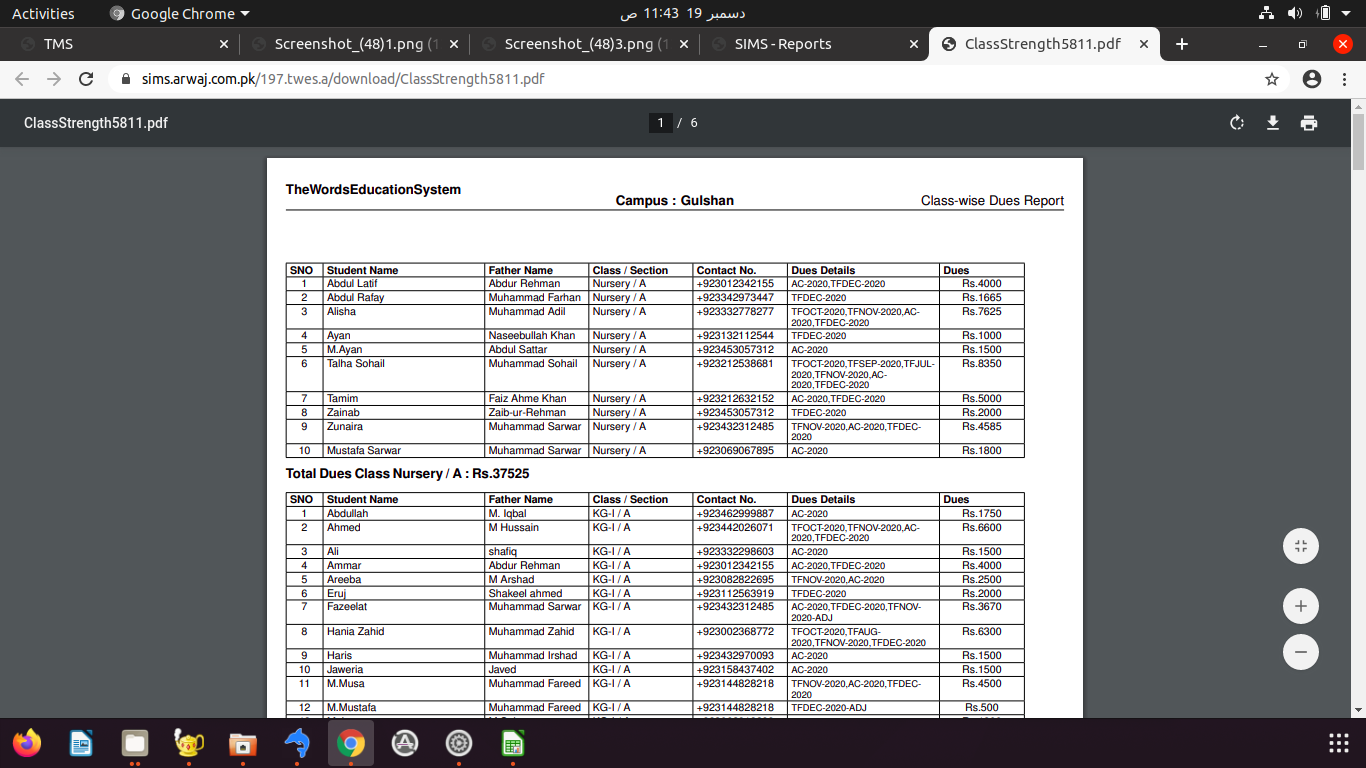 Activities Google Chrome دسمبر 19 11:43 ص
TMS Screenshot_(48)1.png (1 Screenshot_(48)3.png (1 SIMS - Reports ClassStrength5811.pdf
sims.arwaj.com.pk/197.twes.a/download/ClassStrength5811.pdf
ClassStrength5811.pdf 1 / 6
TheWordsEducationSystem
Campus : Gulshan Class-wise Dues Report
SNO Student Name Father Name Class / Section Contact No. Dues Details Dues
1 Abdul Latif Abdur Rehman Nursery / A +923012342155 AC-2020,TFDEC-2020 Rs.4000
2 Abdul Rafay Muhammad Farhan Nursery / A +923342973447 TFDEC-2020 Rs.1665
3 Alisha Muhammad Adil Nursery / A +923332778277 TFOCT-2020,TFNOV-2020,AC- Rs.7625
2020,TFDEC-2020
4 Ayan Naseebullah Khan Nursery / A +923132112544 TFDEC-2020 Rs.1000
5 M.Ayan Abdul Sattar Nursery / A +923453057312 AC-2020 Rs.1500
6 Talha Sohail Muhammad Sohail Nursery / A +923212538681 TFOCT-2020,TFSEP-2020,TFJUL- Rs.8350
2020,TFNOV-2020,AC-
2020,TFDEC-2020
7 Tamim Faiz Ahme Khan Nursery / A +923212632152 AC-2020,TFDEC-2020 Rs.5000
8 Zainab Zaib-ur-Rehman Nursery / A +923453057312 TFDEC-2020 Rs.2000
9 Zunaira Muhammad Sarwar Nursery / A +923432312485 TFNOV-2020,AC-2020,TFDEC- Rs.4585
2020
10 Mustafa Sarwar Muhammad Sarwar Nursery / A +923069067895 AC-2020 Rs.1800
Total Dues Class Nursery / A : Rs.37525
SNO Student Name Father Name Class / Section Contact No. Dues Details Dues
1 Abdullah M. Iqbal KG-I / A +923462999887 AC-2020 Rs.1750
2 Ahmed M Hussain KG-I / A +923442026071 TFOCT-2020,TFNOV-2020,AC- Rs.6600
2020,TFDEC-2020
3 Ali shafiq KG-I / A +923332298603 AC-2020 Rs.1500
4 Ammar Abdur Rehman KG-I / A +923012342155 AC-2020,TFDEC-2020 Rs.4000
5 Areeba M Arshad KG-I / A +923082822695 TFNOV-2020,AC-2020 Rs.2500
6 Eruj Shakeel ahmed KG-I / A +923112563919 TFDEC-2020 Rs.2000
7 Fazeelat Muhammad Sarwar KG-I / A +923432312485 AC-2020,TFDEC-2020,TFNOV- Rs.3670
2020-ADJ
8 Hania Zahid Muhammad Zahid KG-I / A +923002368772 TFOCT-2020,TFAUG- Rs.6300
2020,TFNOV-2020,TFDEC-2020
9 Haris Muhammad Irshad KG-I / A +923432970093 AC-2020 Rs.1500
10 Jaweria Javed KG-I / A +923158437402 AC-2020 Rs.1500
11 M.Musa Muhammad Fareed KG-I / A +923144828218 TFNOV-2020,AC-2020,TFDEC- Rs.4500
2020
12 M.Mustafa Muhammad Fareed KG-I / A +923144828218 TFDEC-2020-ADJ Rs.500